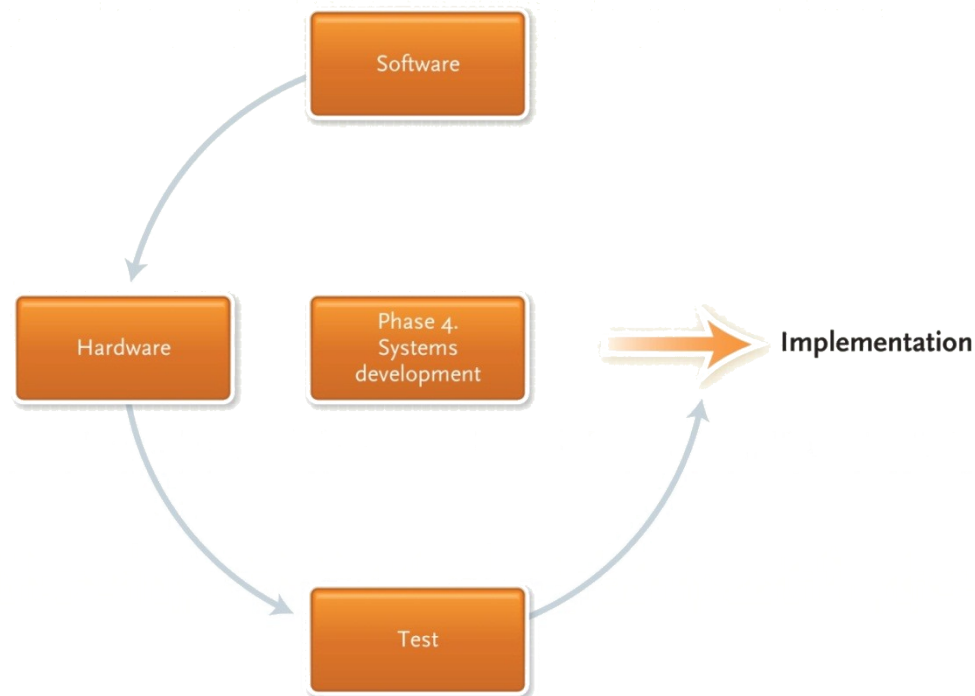 Software
Hardware
Phase 4.
Systems
development
Implementation
Test